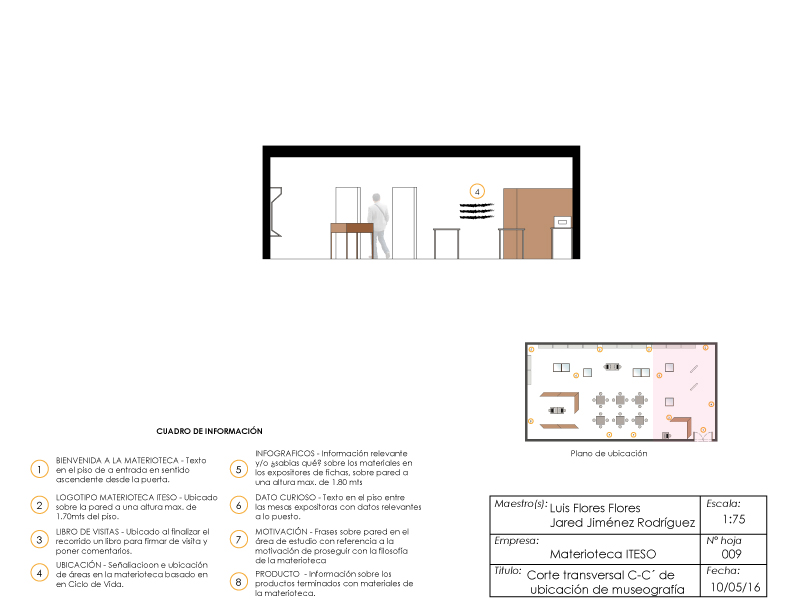 4
Plano de ubicación
CUADRO DE INFORMACIÓN
1
BIENVENIDA A LA MATERIOTECA - Texto
en el piso de a entrada en sentido
ascendente desde la puerta.
2
LOGOTIPO MATERIOTECA ITESO - Ubicado
sobre la pared a una altura max. de
1.70mts del piso.
3
LIBRO DE VISITAS - Ubicado al finalizar el
recorrido un libro para firmar de visita y
poner comentarlos.
4
UBICACIÓN - Señaliacioon e ubicación
de áreas en la materioteca basado en
en Ciclo de Vida.
5
INFOGRAFICOS - Información relevante
y/o ¿sabias qué? sobre los materiales en
los expositores de fichas, sobre pared a
una altura max. de 1.80 mts
6
DATO CURIOSO - Texto en el piso entre
las mesas expositoras con datos relevantes
a lo puesto.
7
MOTIVACIÓN - Frases sobre pared en el
área de estudio con referencia a la
motivación de proseguir con la filosofía
de la materioteca
8
PRODUCTO - Información sobre los
productos terminados con materiales de
la materioteca.
Maestro(s): Luis Flores Flores
Jared Jiménez Rodríguez
Escala:
1:75
Empresa:
Materioteca ITESO
Nº hoja
009
Titulo: Corte transversal C-C´ de
ubicación de museografía
Fecha:
10/05/16